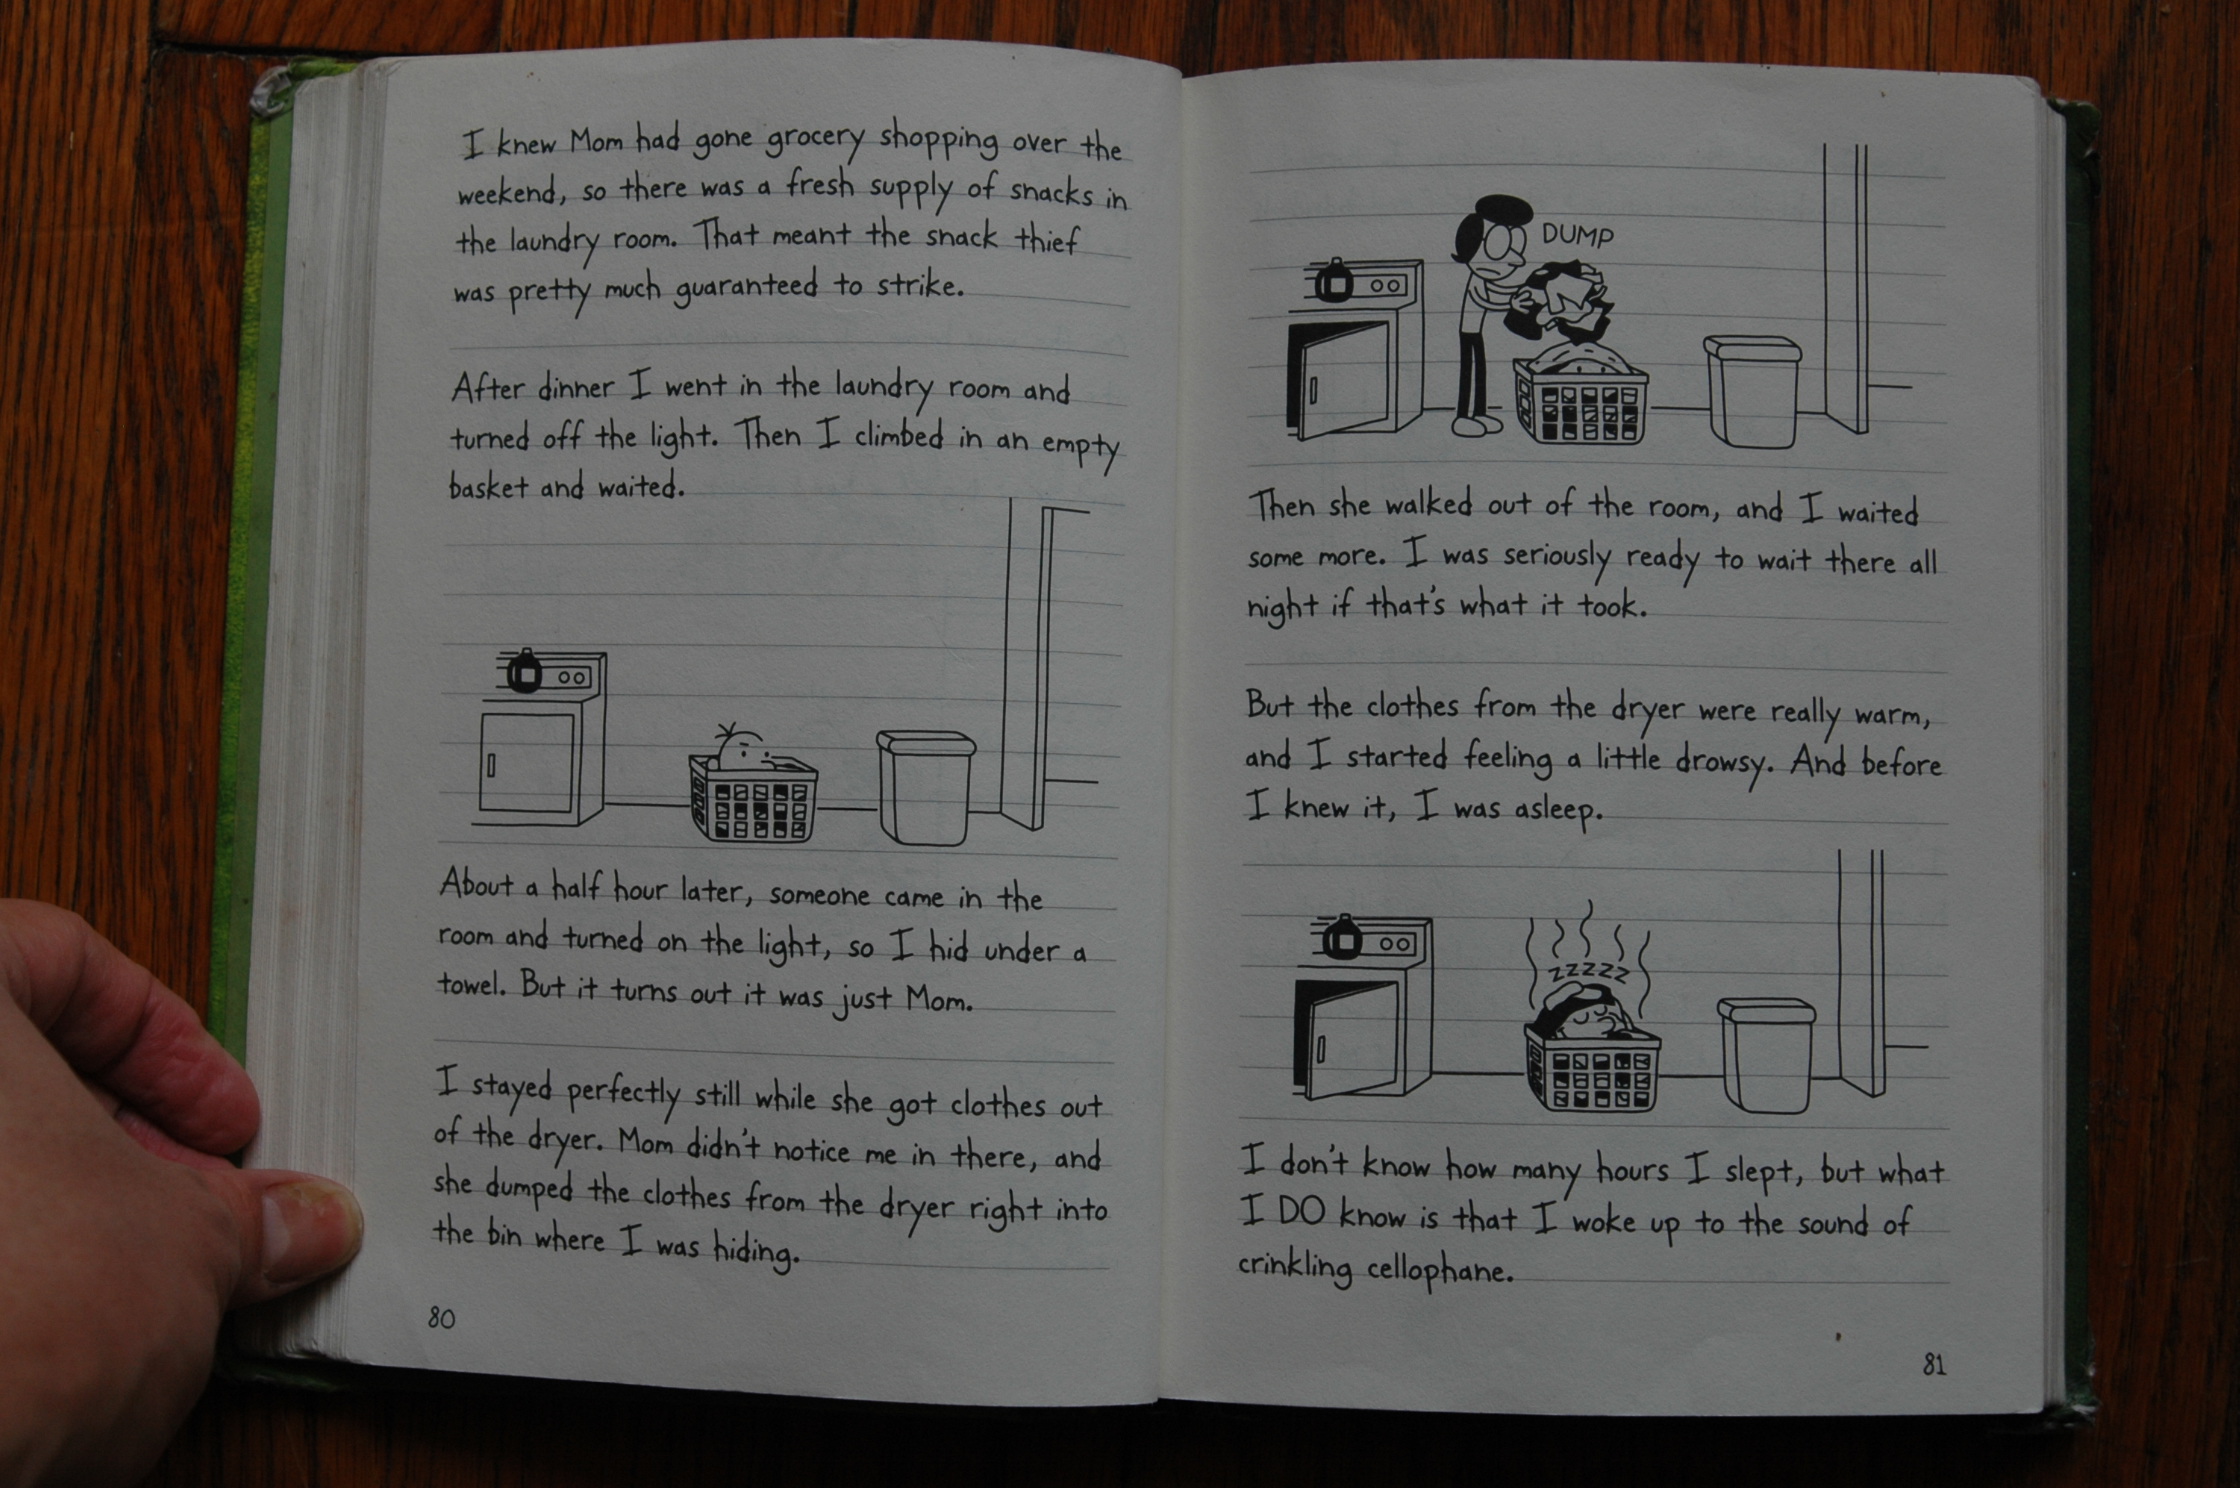 I knew Mom had gone grocery shopping over the
weekend, so there was a fresh supply of snacks in
the laundry room. That meant the snack thief
was pretty much guaranteed to strike.
After dinner I went in the laundry room and
turned off the light. Then I climbed in an empty
basket and waited.
About a half hour later, someone came in the
room and turned on the light, so I hid under a
towel. But it turns out it was just Mom.
I stayed perfectly still while she got clothes out
of the dryer. Mom didn't notice me in there, and
she dumped the clothes from the dryer right into
the bin where I was hiding.
80
DUMP
Then she walked out of the room, and I waited
some more. I was seriously ready to wait there all
night if that's what it took.
But the clothes from the dryer were really warm,
and I started feeling a little drowsy. And before
I knew it, I was asleep.
ZZZZZ
I don't know how many hours I slept, but what
I DO know is that I woke up to the sound of
crinkling cellophane.
81